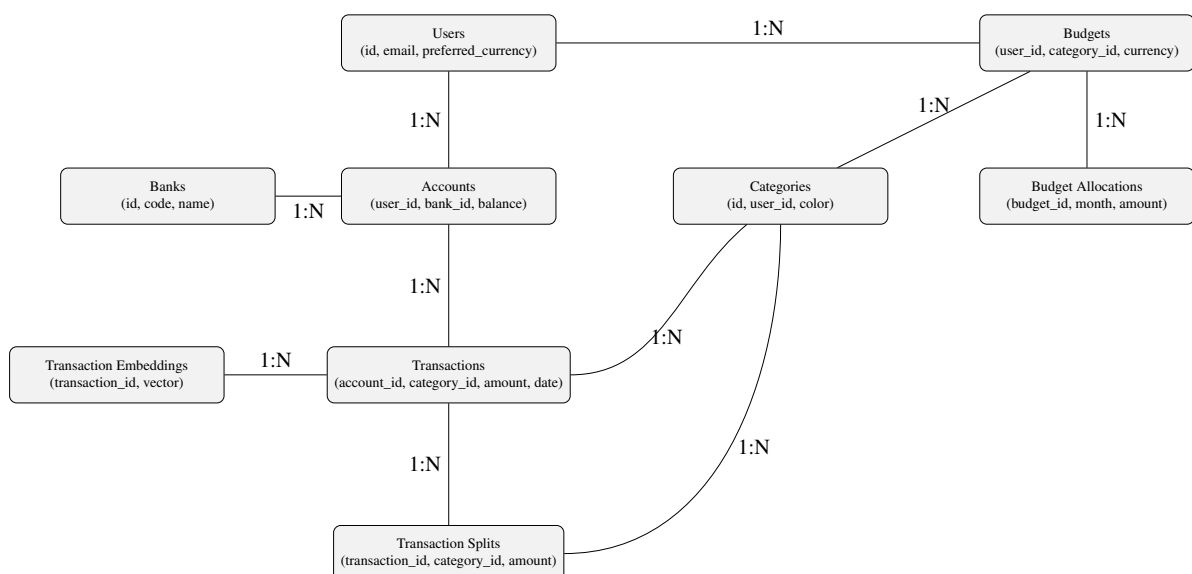 Users
(id, email, preferred_currency)
1:N
Budgets
(user_id, category_id, currency)
1:N
1:N
1:N
Banks
(id, code, name)
1:N
Accounts
(user_id, bank_id, balance)
Categories
(id, user_id, color)
Budget Allocations
(budget_id, month, amount)
1:N
1:N
Transaction Embeddings
(transaction_id, vector)
1:N
Transactions
(account_id, category_id, amount, date)
1:N
1:N
Transaction Splits
(transaction_id, category_id, amount)